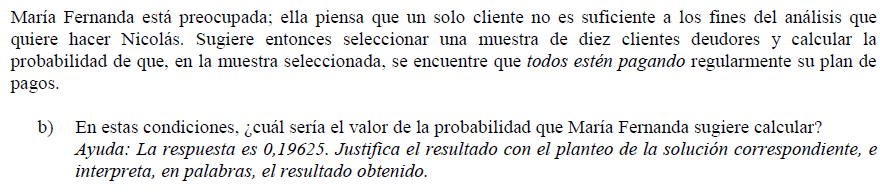 María Fernanda está preocupada; ella piensa que un solo cliente no es suficiente a los fines del análisis que
quiere hacer Nicolás. Sugiere entonces seleccionar una muestra de diez clientes deudores y calcular la
probabilidad de que, en la muestra seleccionada, se encuentre que todos estén pagando regularmente su plan de
pagos.
b) En estas condiciones, ¿cuál sería el valor de la probabilidad que María Fernanda sugiere calcular?
Ayuda: La respuesta es 0,19625. Justifica el resultado con el planteo de la solución correspondiente, e
interpreta, en palabras, el resultado obtenido.